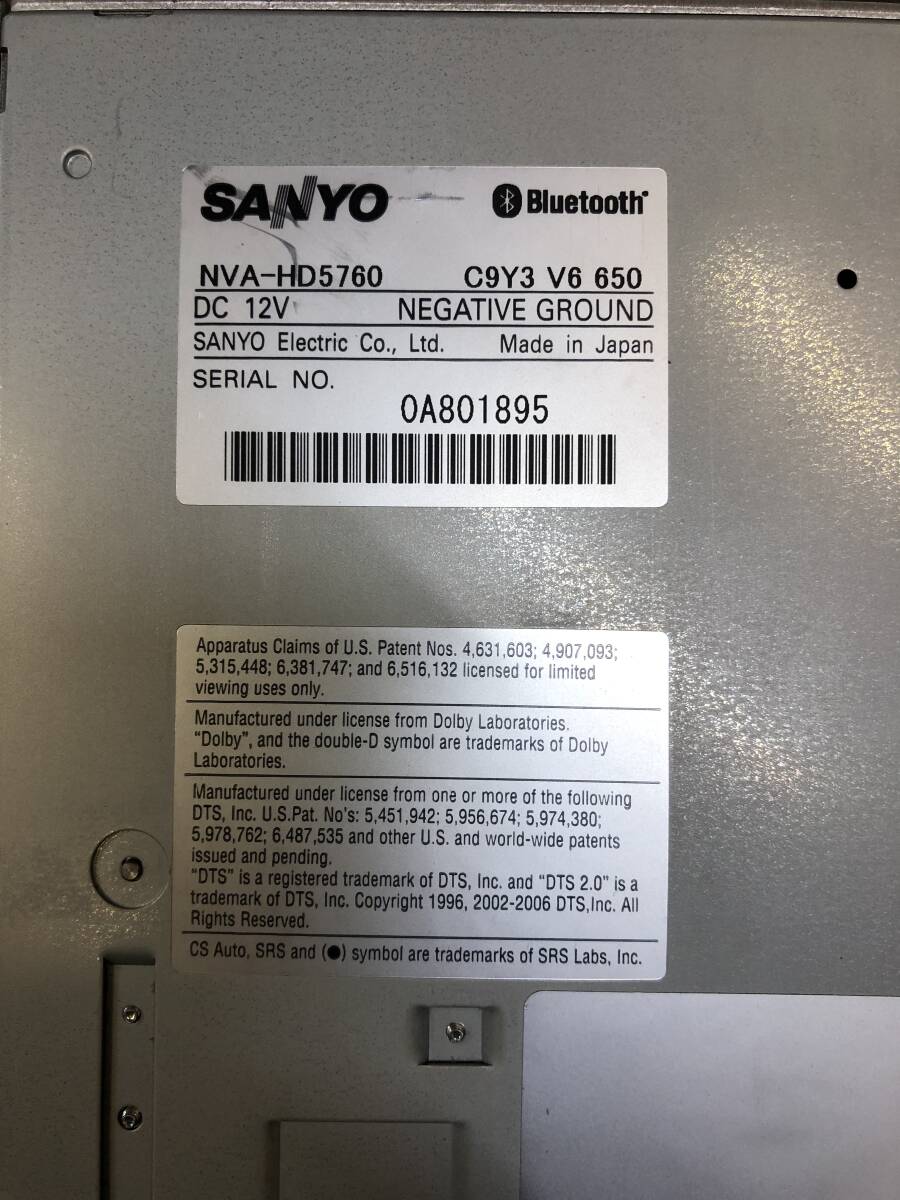 SANYO Bluetooth
NVA-HD5760 C9Y3 V6 650
DC 12V NEGATIVE GROUND
SANYO Electric Co., Ltd. Made in Japan
SERIAL NO.
0A801895
Apparatus Claims of U.S. Patent Nos. 4,631,603; 4,907,093;
5,315,448; 6,381,747; and 6,516,132 licensed for limited
viewing uses only.
Manufactured under license from Dolby Laboratories.
“Dolby”, and the double-D symbol are trademarks of Dolby
Laboratories.
Manufactured under license from one or more of the following
DTS, Inc. U.S.Pat. No's: 5,451,942; 5,956,674; 5,974,380;
5,978,762; 6,487,535 and other U.S. and world-wide patents
issued and pending.
“DTS” is a registered trademark of DTS, Inc. and “DTS 2.0” is a
trademark of DTS, Inc. Copyright 1996, 2002-2006 DTS,Inc. All
Rights Reserved.
CS Auto, SRS and (●) symbol are trademarks of SRS Labs, Inc.